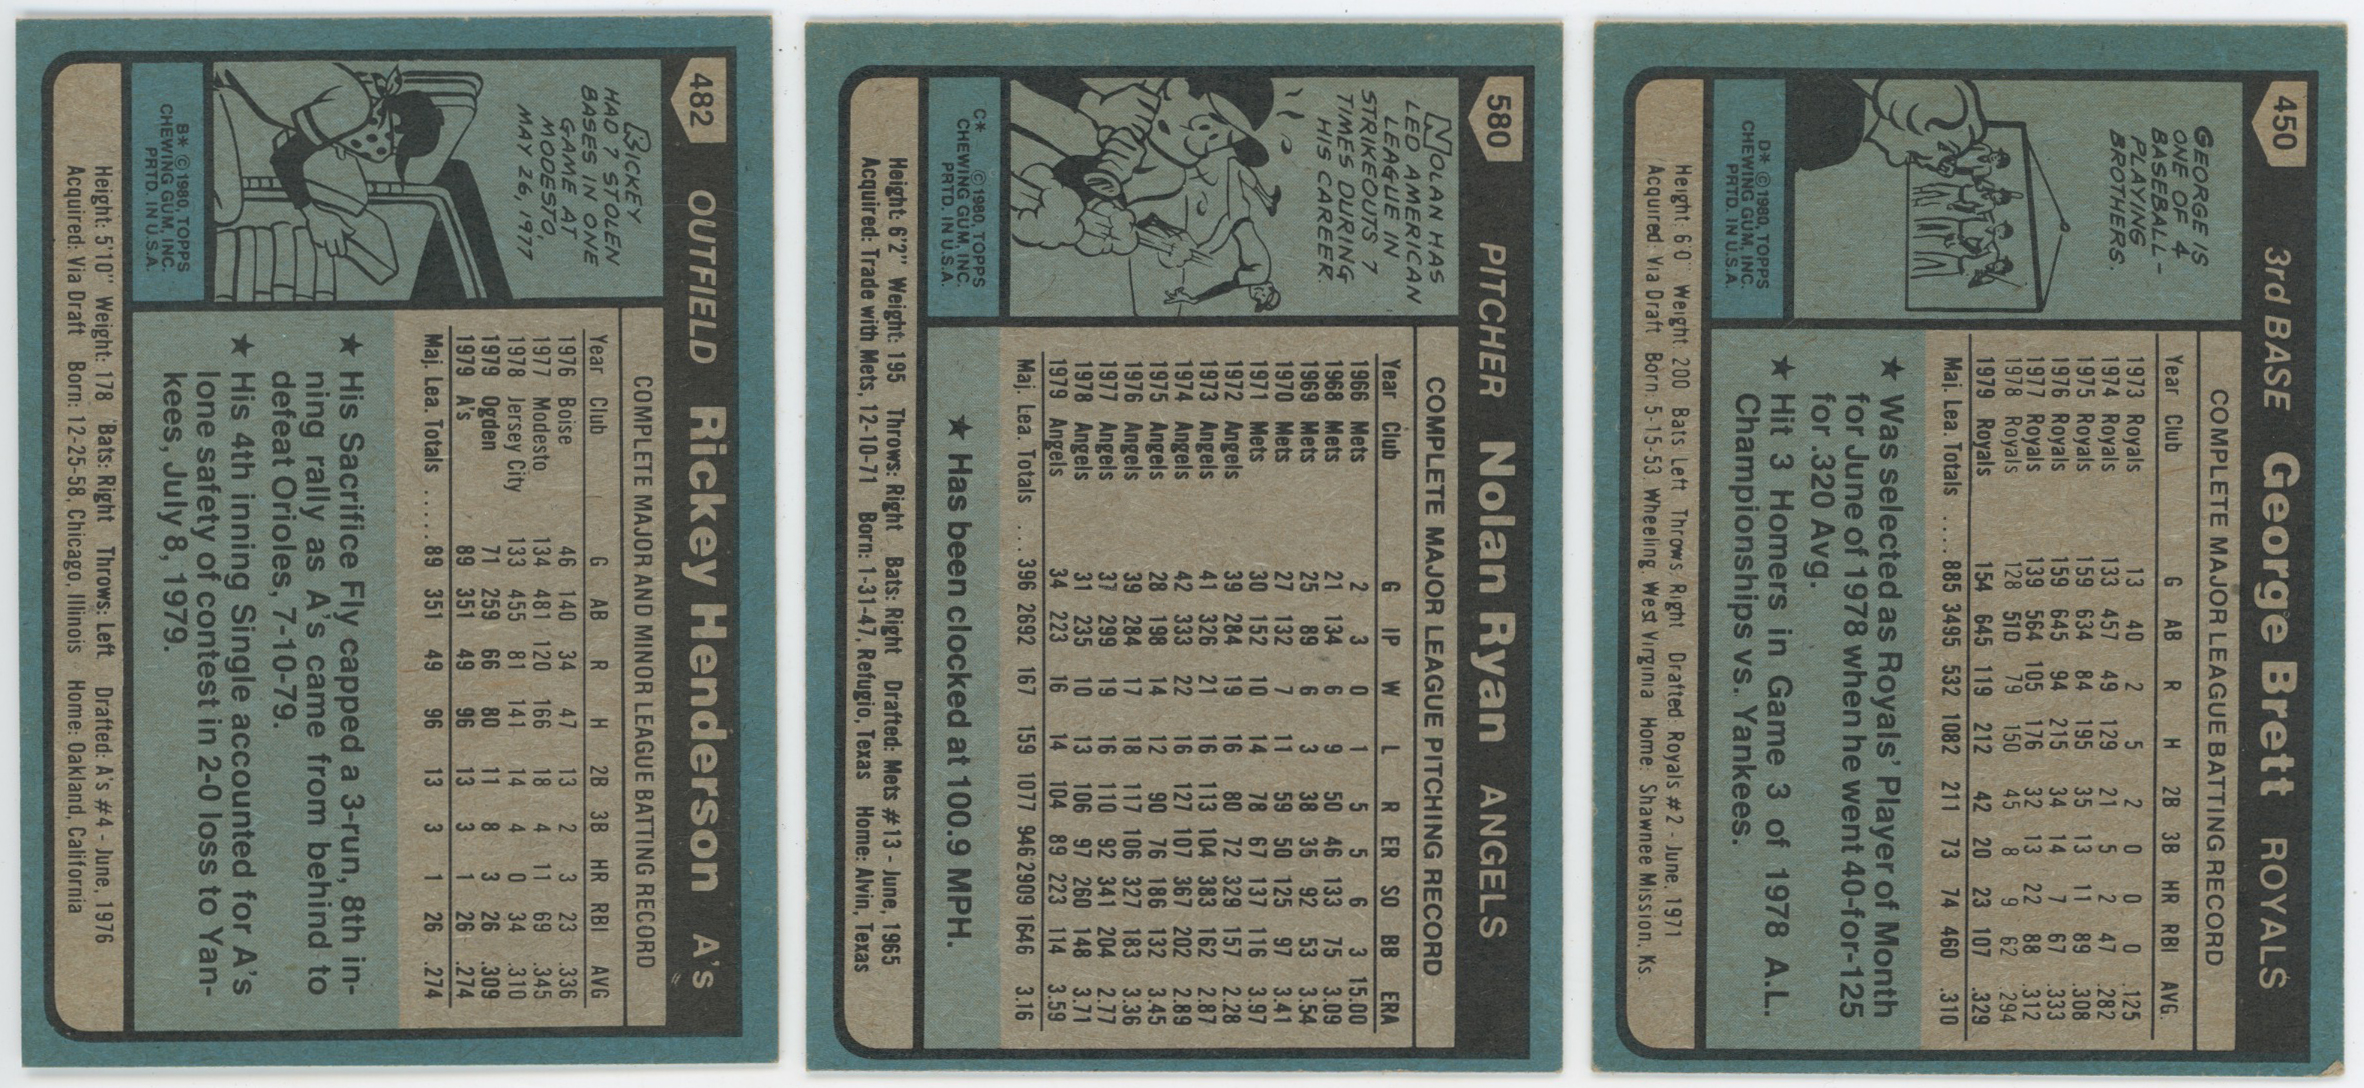 482 OUTFIELD Rickey Henderson A's
RICKEY
HAD 7 STOLEN
BASES IN ONE
GAME AT
MODESTO,
MAY 26, 1977
B* ©1980, TOPPS
CHEWING GUM, INC.
PRTD. IN U.S.A.
COMPLETE MAJOR AND MINOR LEAGUE BATTING RECORD
Year Club G AB R H 2B 3B HR RBI AVG
1976 Boise 46 140 34 47 13 2 3 23 .336
1977 Modesto 134 481 120 166 18 4 11 69 .345
1978 Jersey City 133 455 81 141 14 4 0 34 .310
1979 Ogden 71 259 66 80 11 8 3 26 .309
1979 A's 89 351 49 96 13 3 1 26 .274
Maj. Lea. Totals .....89 351 49 96 13 3 1 26 .274
★ His Sacrifice Fly capped a 3-run, 8th in-
ning rally as A's came from behind to
defeat Orioles, 7-10-79.
★ His 4th inning Single accounted for A's
lone safety of contest in 2-0 loss to Yan-
kees, July 8, 1979.
Height: 5'10" Weight: 178 Bats: Right Throws: Left Drafted: A's #4 - June, 1976
Acquired: Via Draft Born: 12-25-58, Chicago, Illinois Home: Oakland, California
580 PITCHER Nolan Ryan ANGELS
NOLAN HAS
LED AMERICAN
LEAGUE IN
STRIKEOUTS 7
TIMES DURING
HIS CAREER.
C* ©1980, TOPPS
CHEWING GUM, INC.
PRTD. IN U.S.A.
COMPLETE MAJOR LEAGUE PITCHING RECORD
Year Club G IP W L R ER SO BB ERA
1966 Mets 2 3 0 1 5 5 6 3 15.00
1968 Mets 21 134 6 9 50 46 133 75 3.09
1969 Mets 25 89 6 3 38 35 92 53 3.54
1970 Mets 27 132 7 11 59 50 125 97 3.41
1971 Mets 30 152 10 14 78 67 137 116 3.97
1972 Angels 39 284 19 16 80 72 329 157 2.28
1973 Angels 41 326 21 16 113 104 383 162 2.87
1974 Angels 42 333 22 16 127 107 367 202 2.89
1975 Angels 28 198 14 12 90 76 186 132 3.45
1976 Angels 39 284 17 18 117 106 327 183 3.36
1977 Angels 37 299 19 16 110 92 341 204 2.77
1978 Angels 31 235 10 13 106 97 260 148 3.71
1979 Angels 34 223 16 14 104 89 223 114 3.59
Maj. Lea. Totals ... 396 2692 167 159 1077 946 2909 1646 3.16
★ Has been clocked at 100.9 MPH.
Height: 6'2" Weight: 195 Throws: Right Bats: Right Drafted: Mets #13 - June, 1965
Acquired: Trade with Mets, 12-10-71 Born: 1-31-47, Refugio, Texas Home: Alvin, Texas
450 3rd BASE George Brett ROYALS
GEORGE IS
ONE OF 4
BASEBALL-
PLAYING
BROTHERS.
D* ©1980, TOPPS
CHEWING GUM, INC.
PRTD. IN U.S.A.
COMPLETE MAJOR LEAGUE BATTING RECORD
Year Club G AB R H 2B 3B HR RBI AVG.
1973 Royals 13 40 2 5 2 0 0 0 .125
1974 Royals 133 457 49 129 21 5 2 47 .282
1975 Royals 159 634 84 195 35 13 11 89 .308
1976 Royals 159 645 94 215 34 14 7 67 .333
1977 Royals 139 564 105 176 32 13 22 88 .312
1978 Royals 128 510 79 150 45 8 9 62 .294
1979 Royals 154 645 119 212 42 20 23 107 .329
Maj. Lea. Totals ....885 3495 532 1082 211 73 74 460 .310
★ Was selected as Royals' Player of Month
for June of 1978 when he went 40-for-125
for .320 Avg.
★ Hit 3 Homers in Game 3 of 1978 A.L.
Championships vs. Yankees.
Height: 6'0" Weight: 200 Bats: Left Throws: Right Drafted: Royals #2 - June, 1971
Acquired: Via Draft Born: 5-15-53, Wheeling, West Virginia Home: Shawnee Mission, Ks.